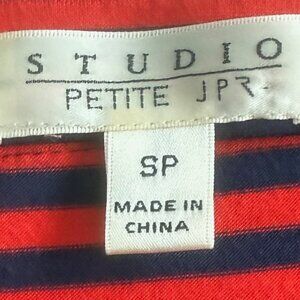 STUDIO
PETITE JPR
SP
MADE IN
CHINA